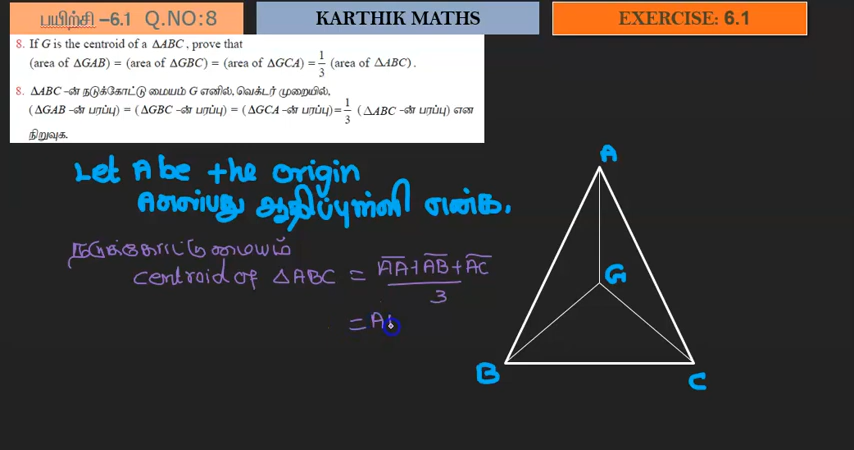 பயிற்சி -6.1 Q.NO:8
KARTHIK MATHS
EXERCISE: 6.1
8. If G is the centroid of a ΔABC, prove that
(area of ΔGAB) = (area of ΔGBC) = (area of ΔGCA) = 1/3 (area of ΔABC).
8. ΔABC-ன் நடுக்கோட்டு மையம் G எனில், வெக்டர் முறையில்,
(ΔGAB-ன் பரப்பு) = (ΔGBC-ன் பரப்பு) = (ΔGCA-ன் பரப்பு) = 1/3 (ΔABC-ன் பரப்பு) என
நிறுவுக.
Let A be the origin
A என்பது ஆதிப்புள்ளி என்க.
நடுக்கோட்டு மையம்
centroid of ΔABC = (A̅A̅ + A̅B̅ + A̅C̅)/3
= A
A
G
B
C